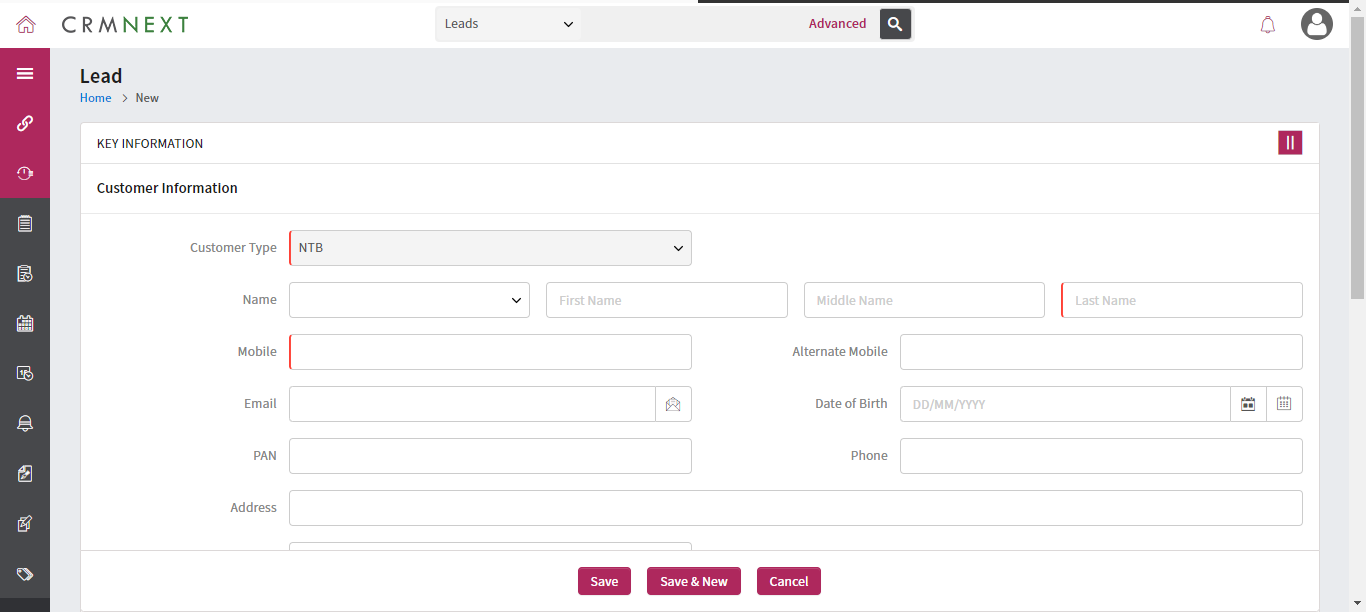 CRMNEXT Leads Advanced
Lead
Home > New
KEY INFORMATION
Customer Information
Customer Type NTB
Name First Name Middle Name Last Name
Mobile Alternate Mobile
Email Date of Birth DD/MM/YYYY
PAN Phone
Address
Save Save & New Cancel